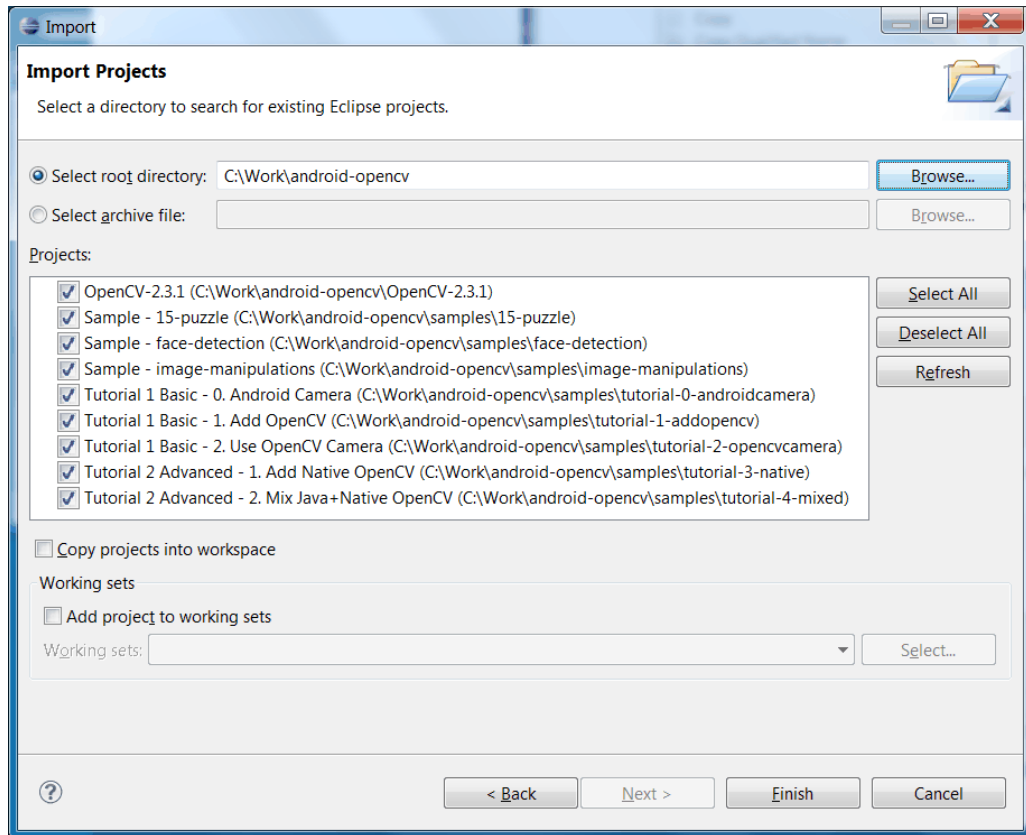 Import
Import Projects
Select a directory to search for existing Eclipse projects.
Select root directory: C:\Work\android-opencv Browse...
Select archive file: Browse...
Projects:
OpenCV-2.3.1 (C:\Work\android-opencv\OpenCV-2.3.1)
Select All
Sample - 15-puzzle (C:\Work\android-opencv\samples\15-puzzle)
Deselect All
Sample - face-detection (C:\Work\android-opencv\samples\face-detection)
Sample - image-manipulations (C:\Work\android-opencv\samples\image-manipulations)
Refresh
Tutorial 1 Basic - 0. Android Camera (C:\Work\android-opencv\samples\tutorial-0-androidcamera)
Tutorial 1 Basic - 1. Add OpenCV (C:\Work\android-opencv\samples\tutorial-1-addopencv)
Tutorial 1 Basic - 2. Use OpenCV Camera (C:\Work\android-opencv\samples\tutorial-2-opencvcamera)
Tutorial 2 Advanced - 1. Add Native OpenCV (C:\Work\android-opencv\samples\tutorial-3-native)
Tutorial 2 Advanced - 2. Mix Java+Native OpenCV (C:\Work\android-opencv\samples\tutorial-4-mixed)
Copy projects into workspace
Working sets
Add project to working sets
Working sets: Select...
? < Back Next > Finish Cancel